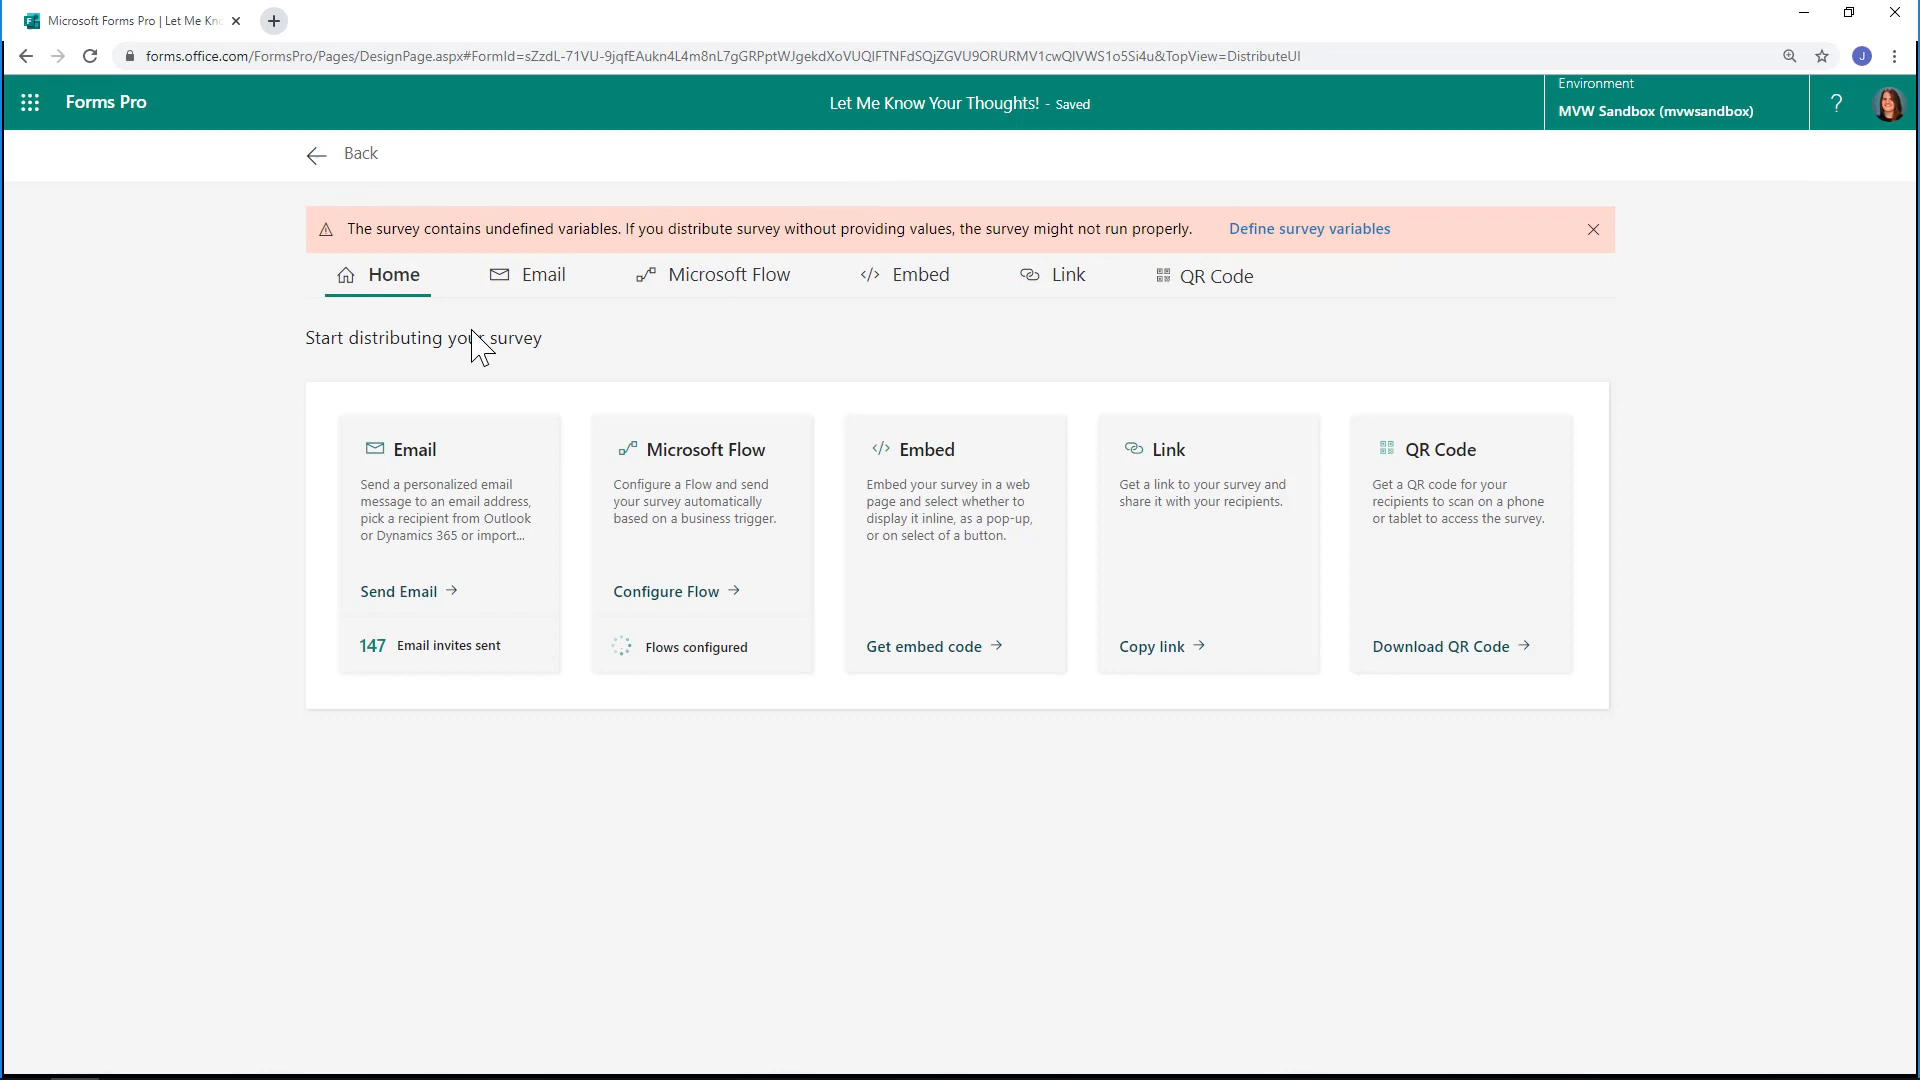 Microsoft Forms Pro | Let Me Kn
forms.office.com/FormsPro/Pages/DesignPage.aspx#FormId=sZzdL-71VU-9jqfEAukn4L4m8nL7gGRPptWJgekdXoVUQlFTNFdSQjZGVU9ORURMV1cwQlVWS1o5Si4u&TopView=DistributeUI
J
Forms Pro
Let Me Know Your Thoughts! - Saved
Environment
MVW Sandbox (mvwsandbox)
?
Back
The survey contains undefined variables. If you distribute survey without providing values, the survey might not run properly. Define survey variables
Home Email Microsoft Flow Embed Link QR Code
Start distributing your survey
Email
Send a personalized email
message to an email address,
pick a recipient from Outlook
or Dynamics 365 or import...
Send Email
147 Email invites sent
Microsoft Flow
Configure a Flow and send
your survey automatically
based on a business trigger.
Configure Flow
Flows configured
Embed
Embed your survey in a web
page and select whether to
display it inline, as a pop-up,
or on select of a button.
Get embed code
Link
Get a link to your survey and
share it with your recipients.
Copy link
QR Code
Get a QR code for your
recipients to scan on a phone
or tablet to access the survey.
Download QR Code